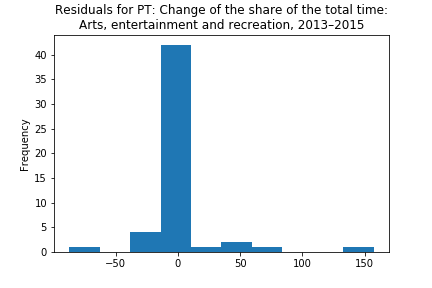 Residuals for PT: Change of the share of the total time:
Arts, entertainment and recreation, 2013–2015
Frequency
40
35
30
25
20
15
10
5
0
−50 0 50 100 150